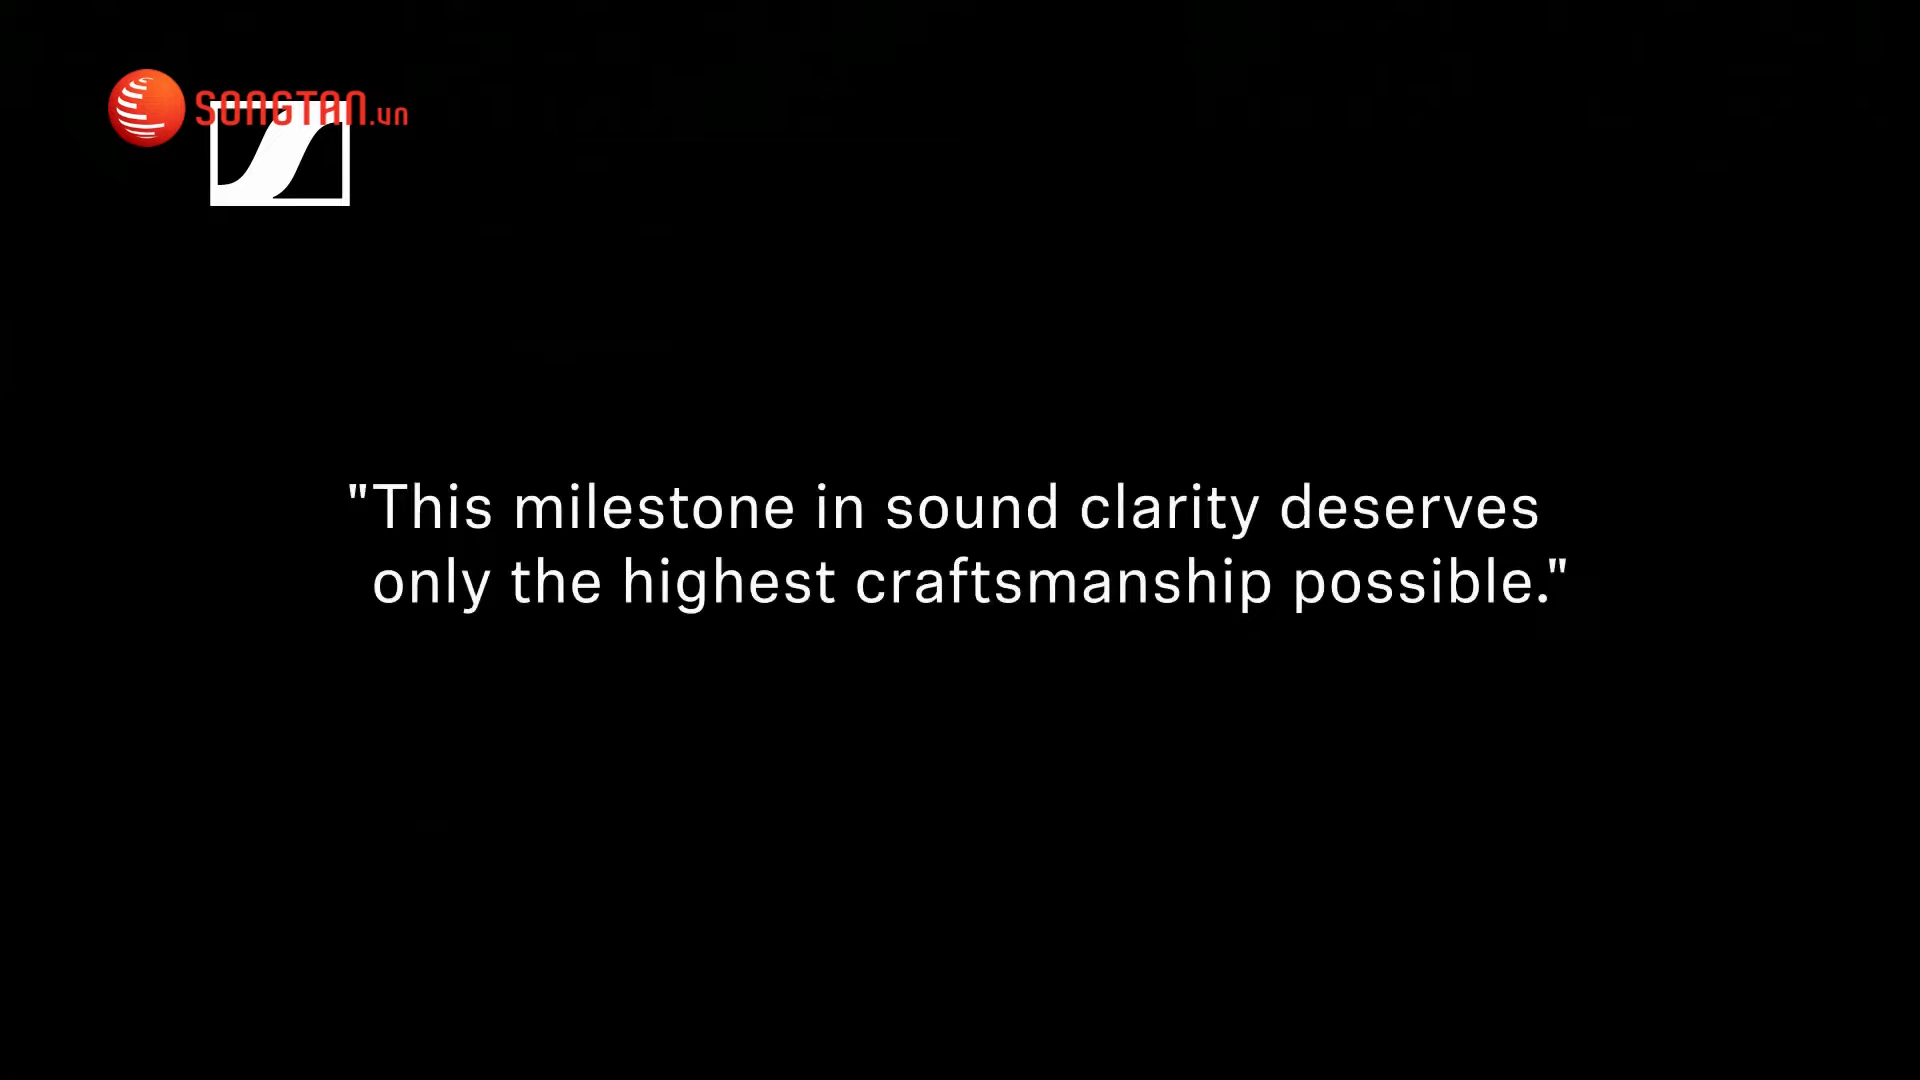 SONGTAN.vn
"This milestone in sound clarity deserves
only the highest craftsmanship possible."